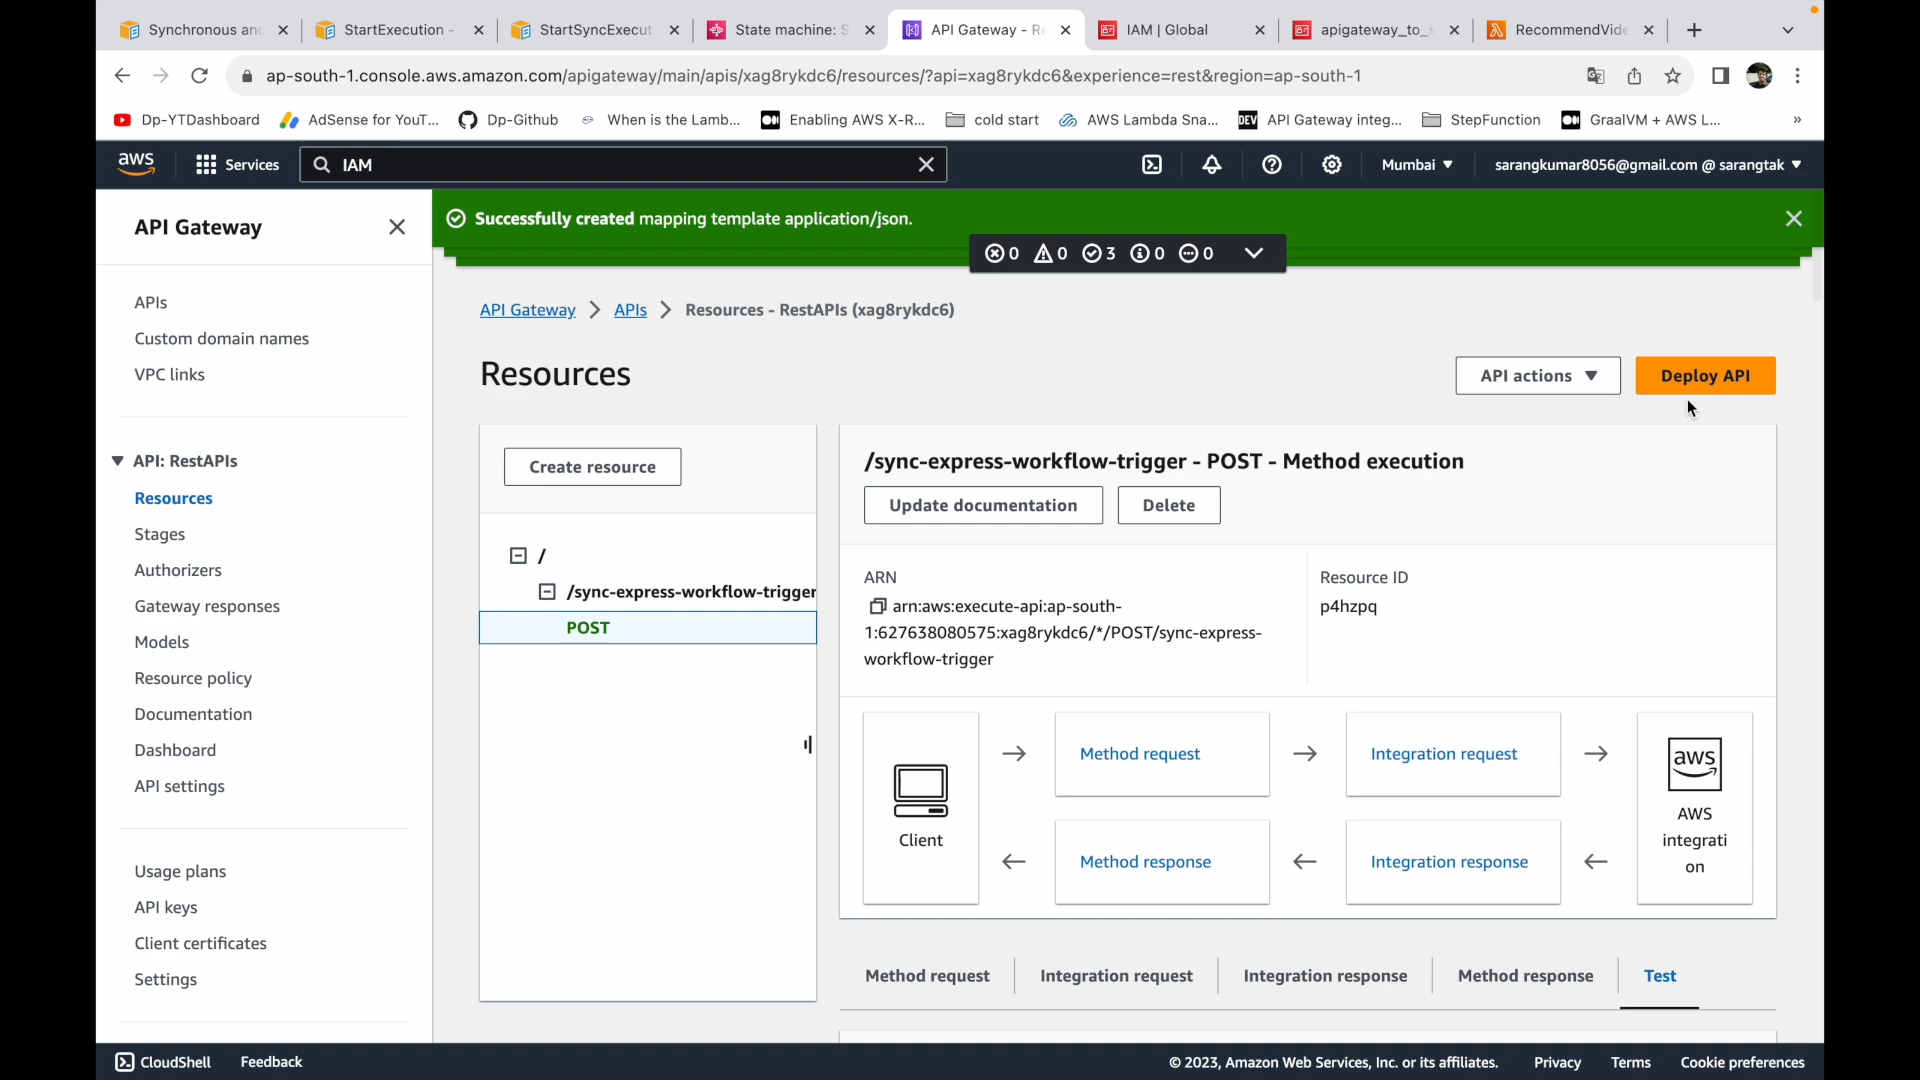 Synchronous and
StartExecution -
StartSyncExecut
State machine: S
API Gateway - Re
IAM | Global
apigateway_to_s
RecommendVide
ap-south-1.console.aws.amazon.com/apigateway/main/apis/xag8rykdc6/resources/?api=xag8rykdc6&experience=rest&region=ap-south-1
Dp-YTDashboard
AdSense for YouT...
Dp-Github
When is the Lamb...
Enabling AWS X-R...
cold start
AWS Lambda Sna...
DEV
API Gateway integ...
StepFunction
GraalVM + AWS L...
»
aws
Services
IAM
Mumbai
sarangkumar8056@gmail.com @ sarangtak
API Gateway
Successfully created mapping template application/json.
0 0 3 0 0
APIs
Custom domain names
VPC links
API: RestAPIs
Resources
Stages
Authorizers
Gateway responses
Models
Resource policy
Documentation
Dashboard
API settings
Usage plans
API keys
Client certificates
Settings
API Gateway > APIs > Resources - RestAPIs (xag8rykdc6)
Resources
API actions
Deploy API
Create resource
/
/sync-express-workflow-trigger
POST
/sync-express-workflow-trigger - POST - Method execution
Update documentation
Delete
ARN
arn:aws:execute-api:ap-south-
1:627638080575:xag8rykdc6/*/POST/sync-express-
workflow-trigger
Resource ID
p4hzpq
Client
Method request
Integration request
Method response
Integration response
aws
AWS
integrati
on
Method request
Integration request
Integration response
Method response
Test
CloudShell
Feedback
© 2023, Amazon Web Services, Inc. or its affiliates.
Privacy
Terms
Cookie preferences